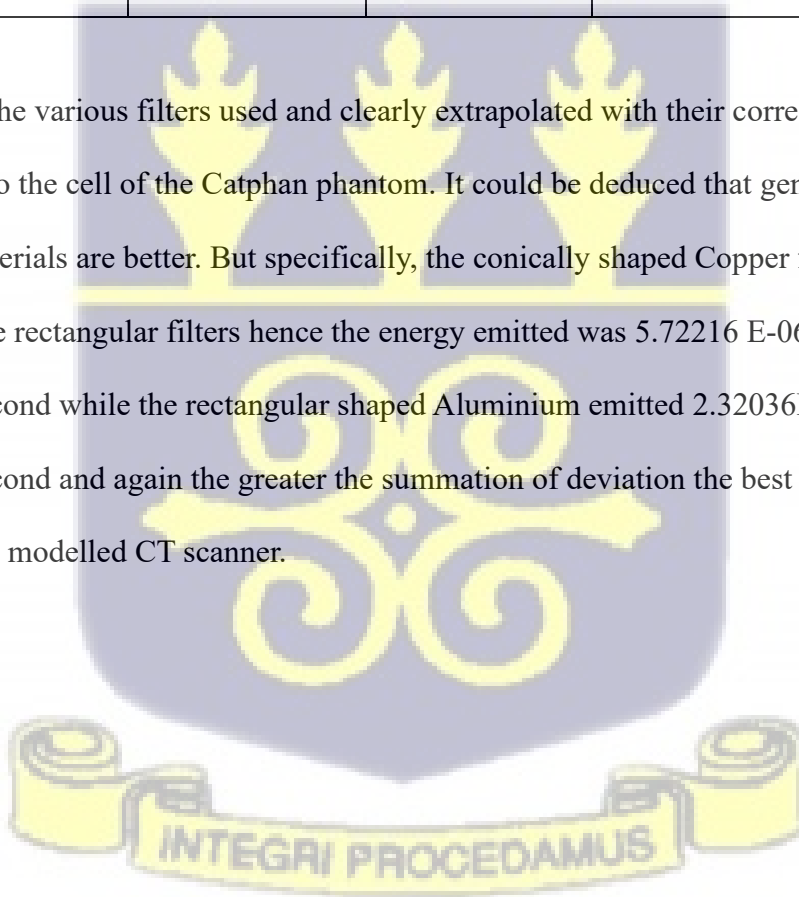 he various filters used and clearly extrapolated with their corre
o the cell of the Catphan phantom. It could be deduced that gen
erials are better. But specifically, the conically shaped Copper
e rectangular filters hence the energy emitted was 5.72216 E-06
cond while the rectangular shaped Aluminium emitted 2.32036
cond and again the greater the summation of deviation the best
modelled CT scanner.
INTEGRI PROCEDAMUS